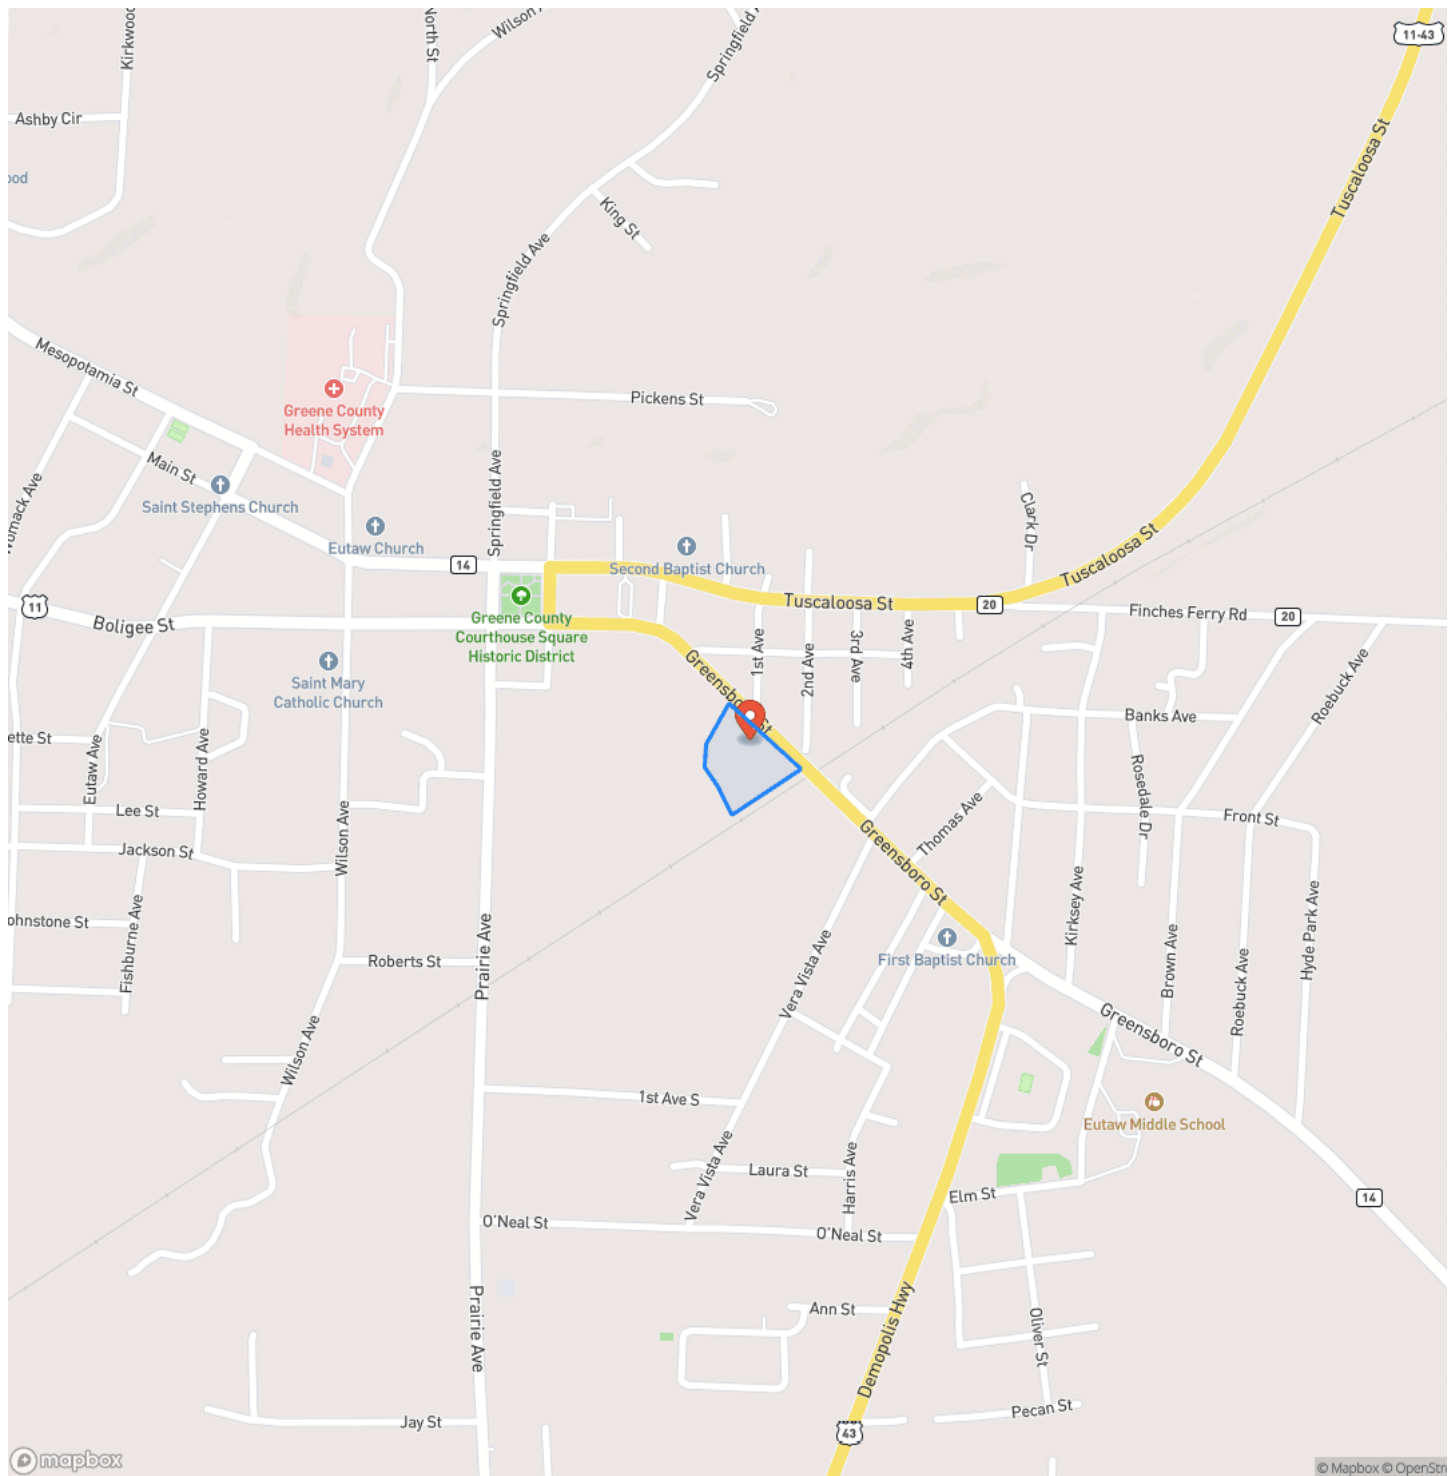 Kirkwood
North St
Wilson
Springfield
11-43
Ashby Cir
ood
King St
Tuscaloosa St
Springfield Ave
Mesopotamia St
Greene County
Health System
Pickens St
Main St
Womack Ave
Saint Stephens Church
Springfield Ave
Clark Dr
Eutaw Church
14
Second Baptist Church
Tuscaloosa St
11
Boligee St
Greene County
Courthouse Square
Historic District
Tuscaloosa St
20
Finches Ferry Rd
20
1st Ave
2nd Ave
3rd Ave
4th Ave
Saint Mary
Catholic Church
Greensboro St
Roebuck Ave
Banks Ave
ette St
Eutaw Ave
Howard Ave
Rosedale Dr
Lee St
Wilson Ave
Thomas Ave
Front St
Jackson St
Greensboro St
ohnstone St
Fishburne Ave
Prairie Ave
Kirksey Ave
Hyde Park Ave
Roberts St
First Baptist Church
Vera Vista Ave
Brown Ave
Roebuck Ave
Wilson Ave
Greensboro St
1st Ave S
Eutaw Middle School
Vera Vista Ave
Laura St
Harris Ave
Elm St
14
O'Neal St
O'Neal St
Prairie Ave
Ann St
Demopolis Hwy
Oliver St
Jay St
Pecan St
43
mapbox
© Mapbox © OpenStre